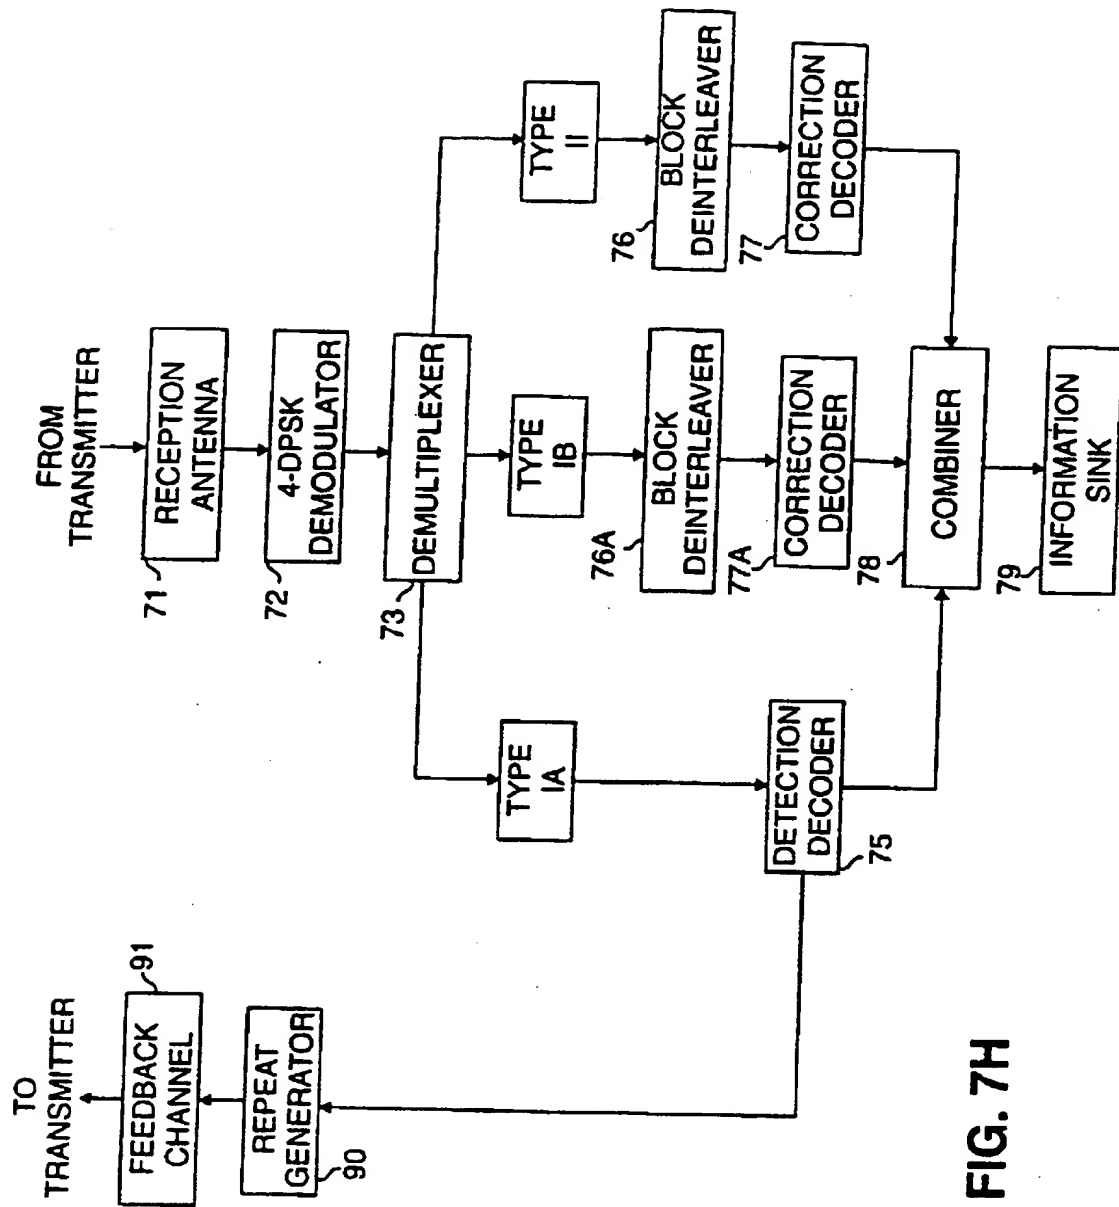 FROM
TRANSMITTER
RECEPTION
ANTENNA
71
4-DPSK
DEMODULATOR
72
DEMULTIPLEXER
73
TYPE
IA
TYPE
IB
TYPE
II
BLOCK
DEINTERLEAVER
76A
BLOCK
DEINTERLEAVER
76
CORRECTION
DECODER
77A
CORRECTION
DECODER
77
DETECTION
DECODER
75
COMBINER
78
INFORMATION
SINK
79
TO
TRANSMITTER
FEEDBACK
CHANNEL
91
REPEAT
GENERATOR
90
FIG. 7H